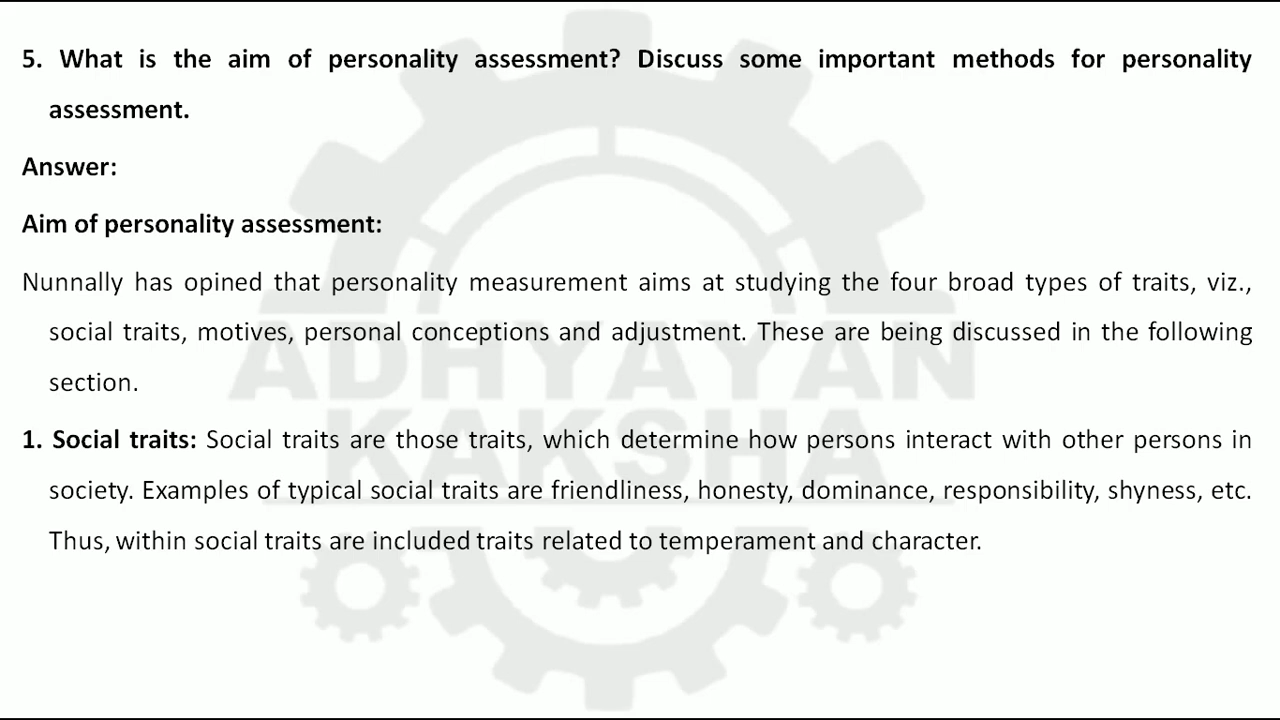 5. What is the aim of personality assessment? Discuss some important methods for personality
assessment.
Answer:
Aim of personality assessment:
Nunnally has opined that personality measurement aims at studying the four broad types of traits, viz.,
social traits, motives, personal conceptions and adjustment. These are being discussed in the following
section.
1. Social traits: Social traits are those traits, which determine how persons interact with other persons in
society. Examples of typical social traits are friendliness, honesty, dominance, responsibility, shyness, etc.
Thus, within social traits are included traits related to temperament and character.
ADHYAYAN
KAKSHA